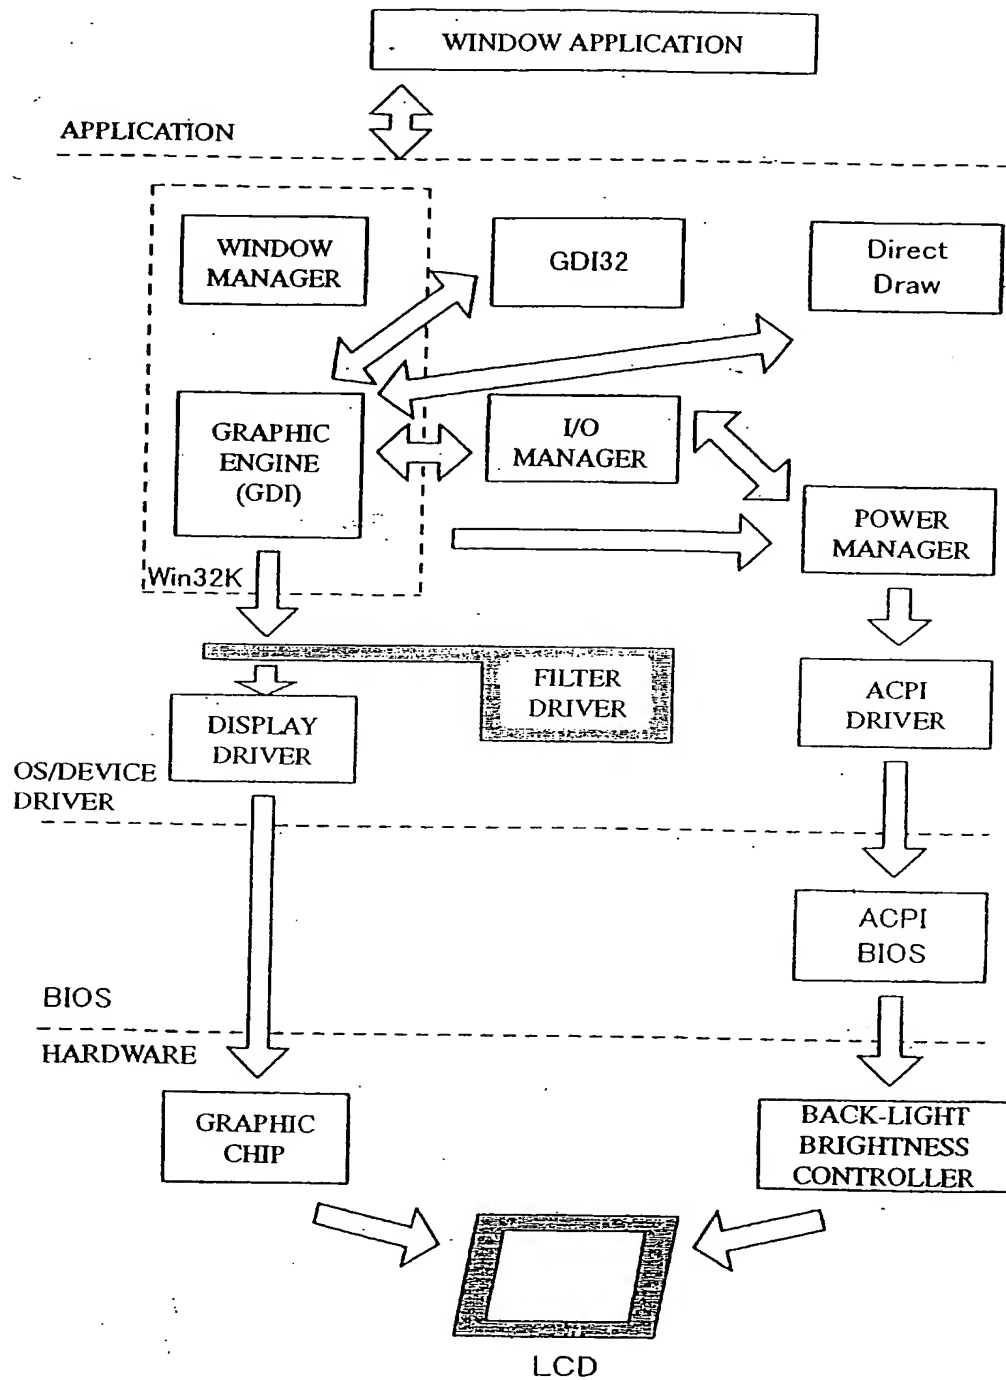 WINDOW APPLICATION
APPLICATION
WINDOW
MANAGER
GDI32
Direct
Draw
GRAPHIC
ENGINE
(GDI)
I/O
MANAGER
POWER
MANAGER
Win32K
FILTER
DRIVER
DISPLAY
DRIVER
ACPI
DRIVER
OS/DEVICE
DRIVER
ACPI
BIOS
BIOS
HARDWARE
GRAPHIC
CHIP
BACK-LIGHT
BRIGHTNESS
CONTROLLER
LCD